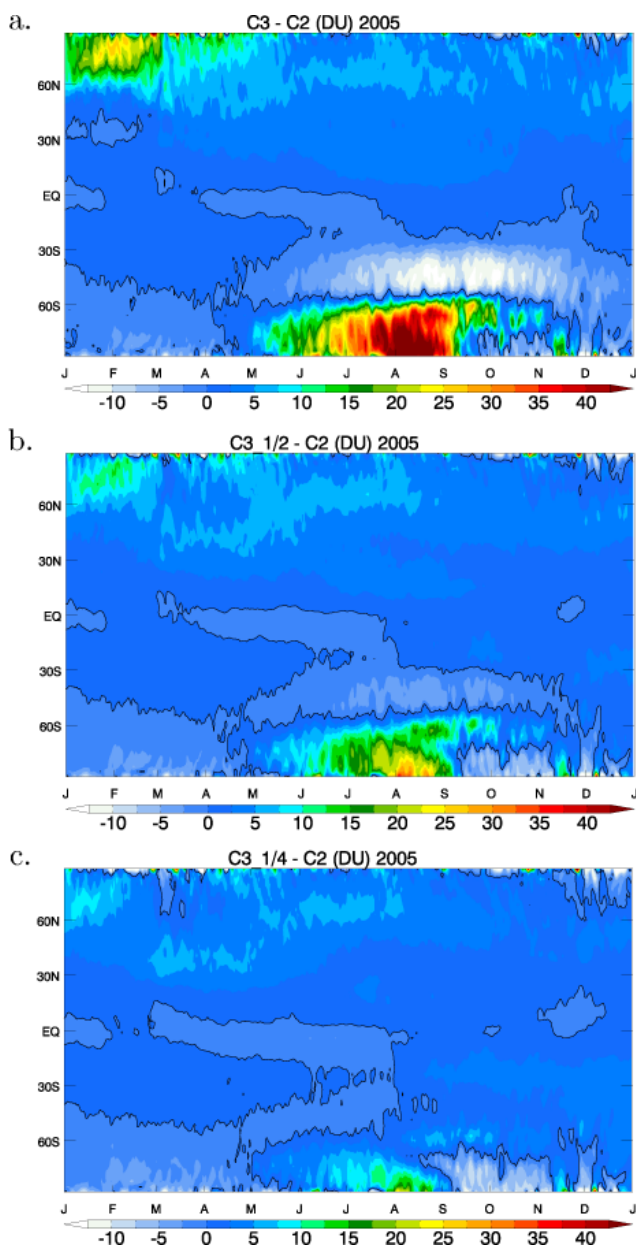 a.
C3 - C2 (DU) 2005
60N
30N
EQ
30S
60S
J F M A M J J A S O N D J
-10 -5 0 5 10 15 20 25 30 35 40
b.
C3_1/2 - C2 (DU) 2005
60N
30N
EQ
30S
60S
J F M A M J J A S O N D J
-10 -5 0 5 10 15 20 25 30 35 40
c.
C3_1/4 - C2 (DU) 2005
60N
30N
EQ
30S
60S
J F M A M J J A S O N D J
-10 -5 0 5 10 15 20 25 30 35 40